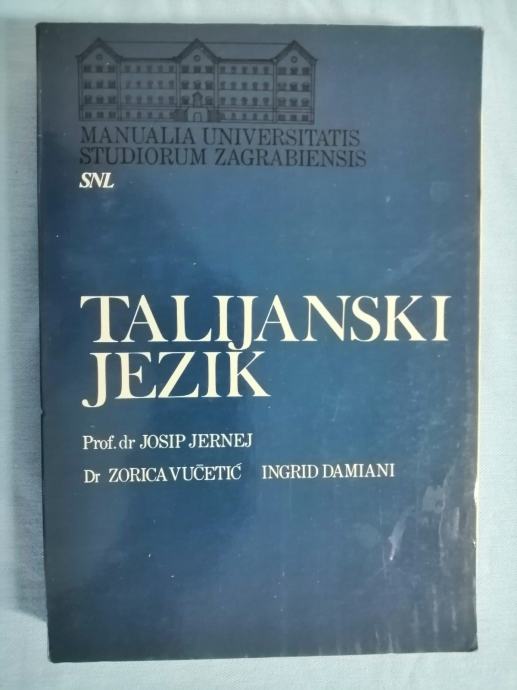 MANUALIA UNIVERSITATIS
STUDIORUM ZAGRABIENSIS
SNL
TALIJANSKI
JEZIK
Prof. dr JOSIP JERNEJ
Dr ZORICA VUČETIĆ INGRID DAMIANI